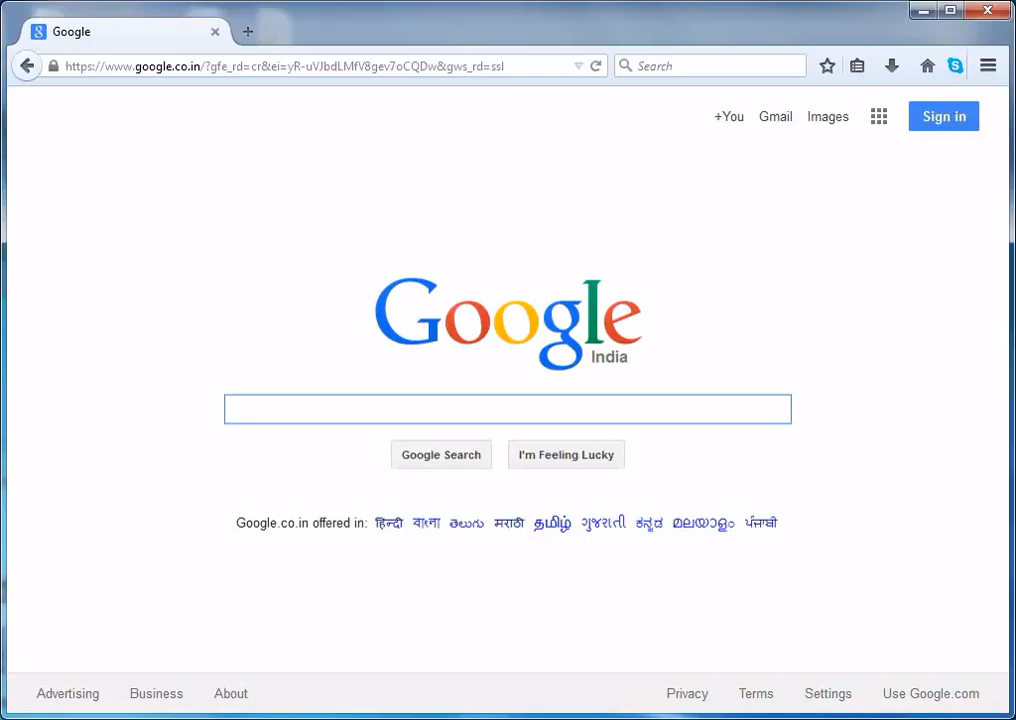 Google
https://www.google.co.in/?gfe_rd=cr&ei=yR-uVJbdLMfV8gev7oCQDw&gws_rd=ssl
Search
+You Gmail Images Sign in
Google
India
Google Search I'm Feeling Lucky
Google.co.in offered in: हिन्दी বাংলা తెలుగు मराठी தமிழ் ગુજરાતી ಕನ್ನಡ മലയാളം ਪੰਜਾਬੀ
Advertising Business About Privacy Terms Settings Use Google.com